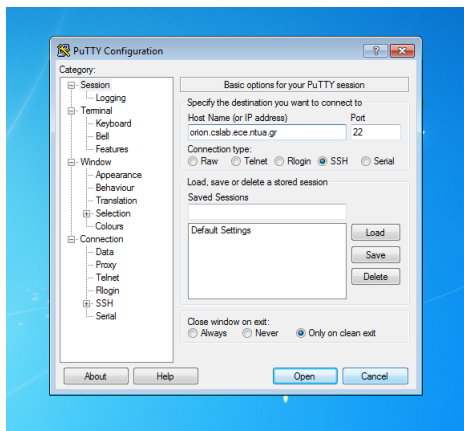 PuTTY Configuration
Category:
Session
Logging
Terminal
Keyboard
Bell
Features
Window
Appearance
Behaviour
Translation
Selection
Colours
Connection
Data
Proxy
Telnet
Rlogin
SSH
Serial
Basic options for your PuTTY session
Specify the destination you want to connect to
Host Name (or IP address) Port
orion.cslab.ece.ntua.gr 22
Connection type:
Raw Telnet Rlogin SSH Serial
Load, save or delete a stored session
Saved Sessions
Default Settings
Load
Save
Delete
Close window on exit:
Always Never Only on clean exit
About Help Open Cancel